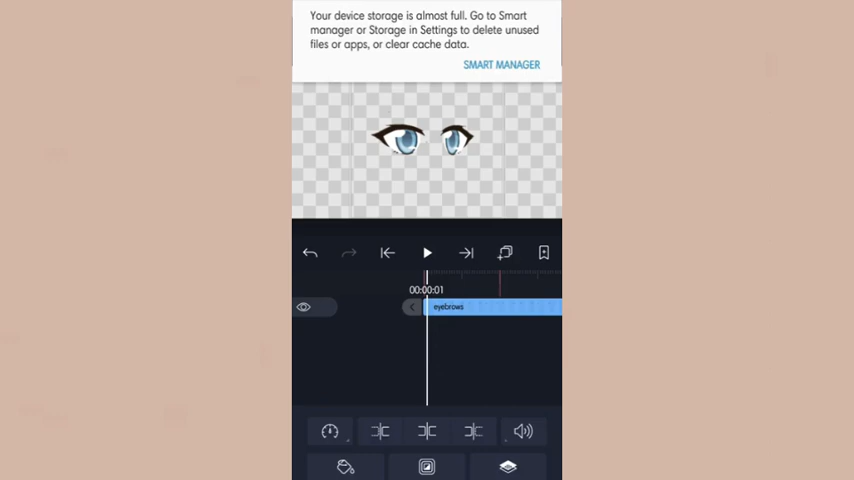 Your device storage is almost full. Go to Smart
manager or Storage in Settings to delete unused
files or apps, or clear cache data.
SMART MANAGER
00:00:01
eyebrows